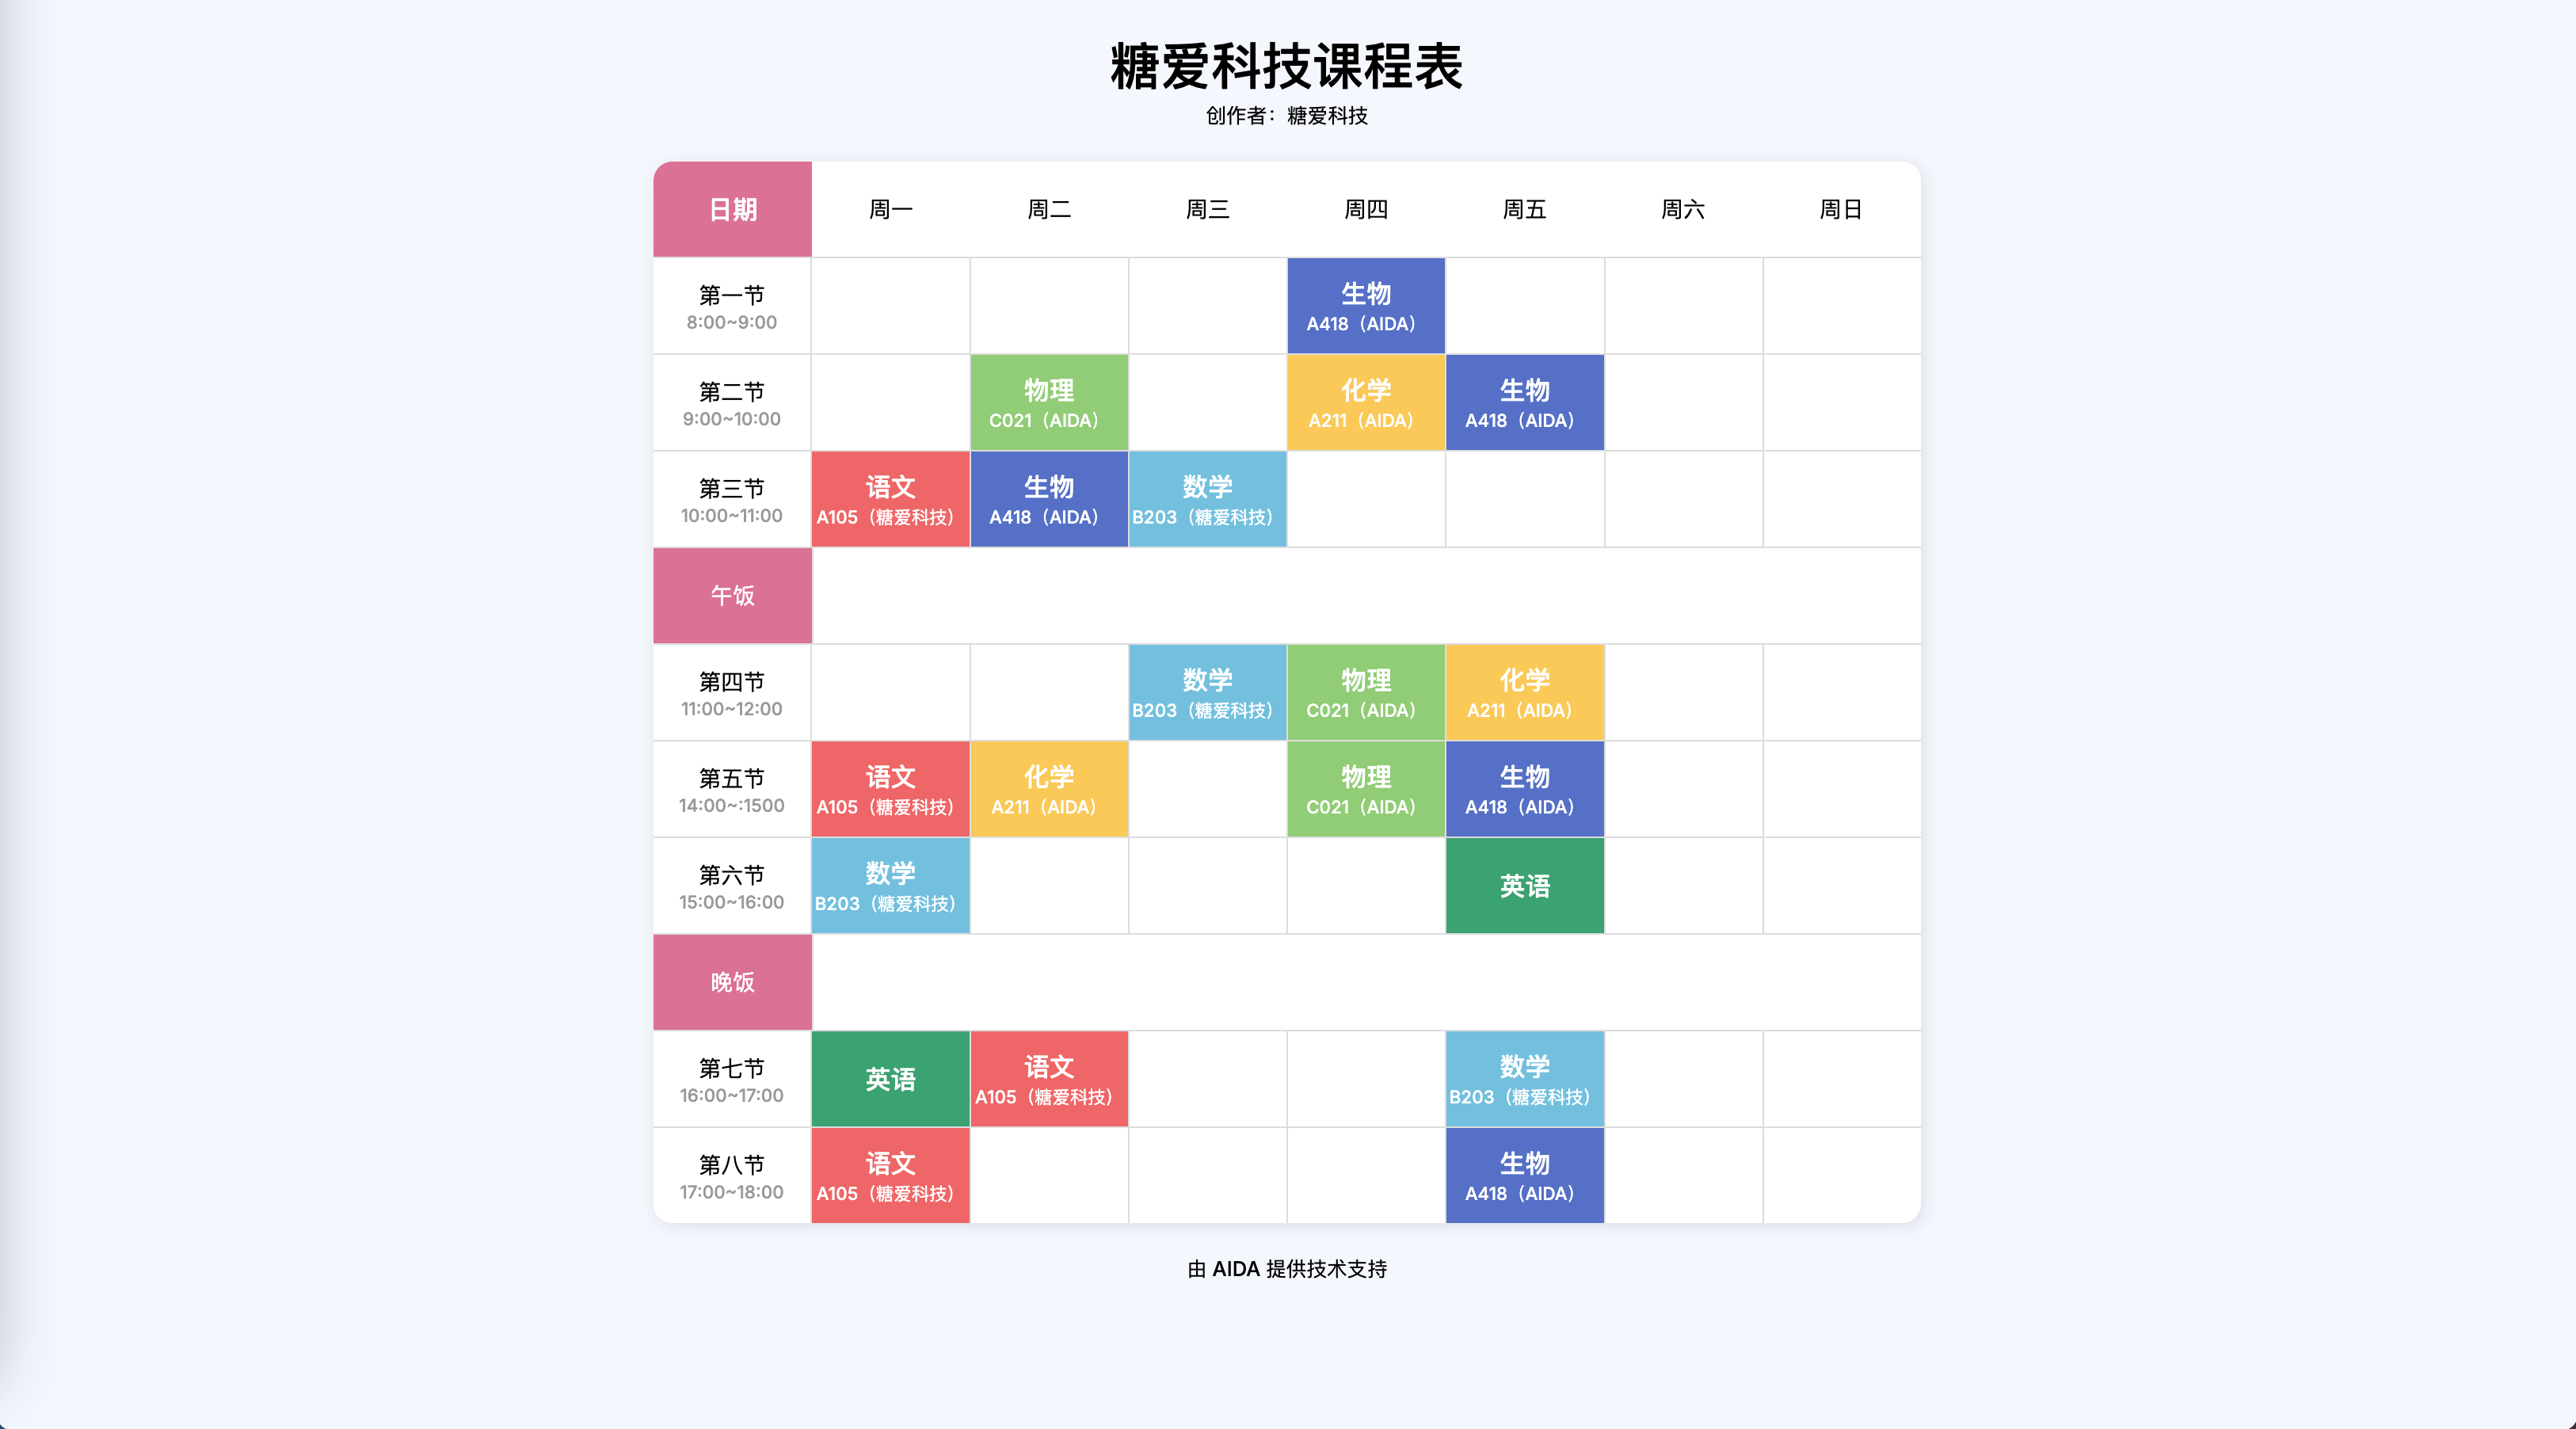 糖爱科技课程表
创作者：糖爱科技
日期 周一 周二 周三 周四 周五 周六 周日
第一节
8:00~9:00
生物
A418（AIDA）
第二节
9:00~10:00
物理
C021（AIDA）
化学
A211（AIDA）
生物
A418（AIDA）
第三节
10:00~11:00
语文
A105（糖爱科技）
生物
A418（AIDA）
数学
B203（糖爱科技）
午饭
第四节
11:00~12:00
数学
B203（糖爱科技）
物理
C021（AIDA）
化学
A211（AIDA）
第五节
14:00~:1500
语文
A105（糖爱科技）
化学
A211（AIDA）
物理
C021（AIDA）
生物
A418（AIDA）
第六节
15:00~16:00
数学
B203（糖爱科技）
英语
晚饭
第七节
16:00~17:00
英语
语文
A105（糖爱科技）
数学
B203（糖爱科技）
第八节
17:00~18:00
语文
A105（糖爱科技）
生物
A418（AIDA）
由 AIDA 提供技术支持